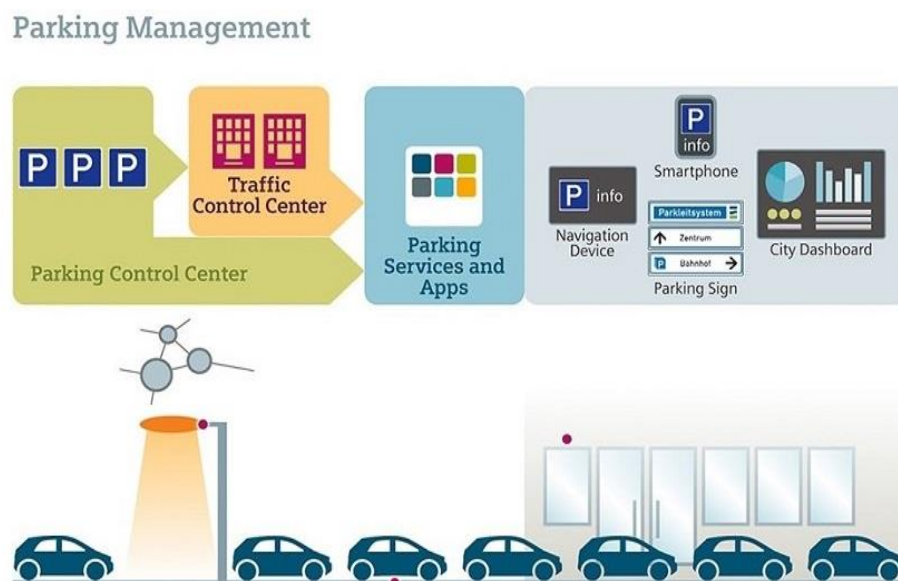 Parking Management
P P P
Traffic
Control Center
Parking Control Center
Parking
Services and
Apps
P
info
Smartphone
P info
Navigation
Device
Parkleitsystem
Zentrum
P Bahnhof
Parking Sign
City Dashboard